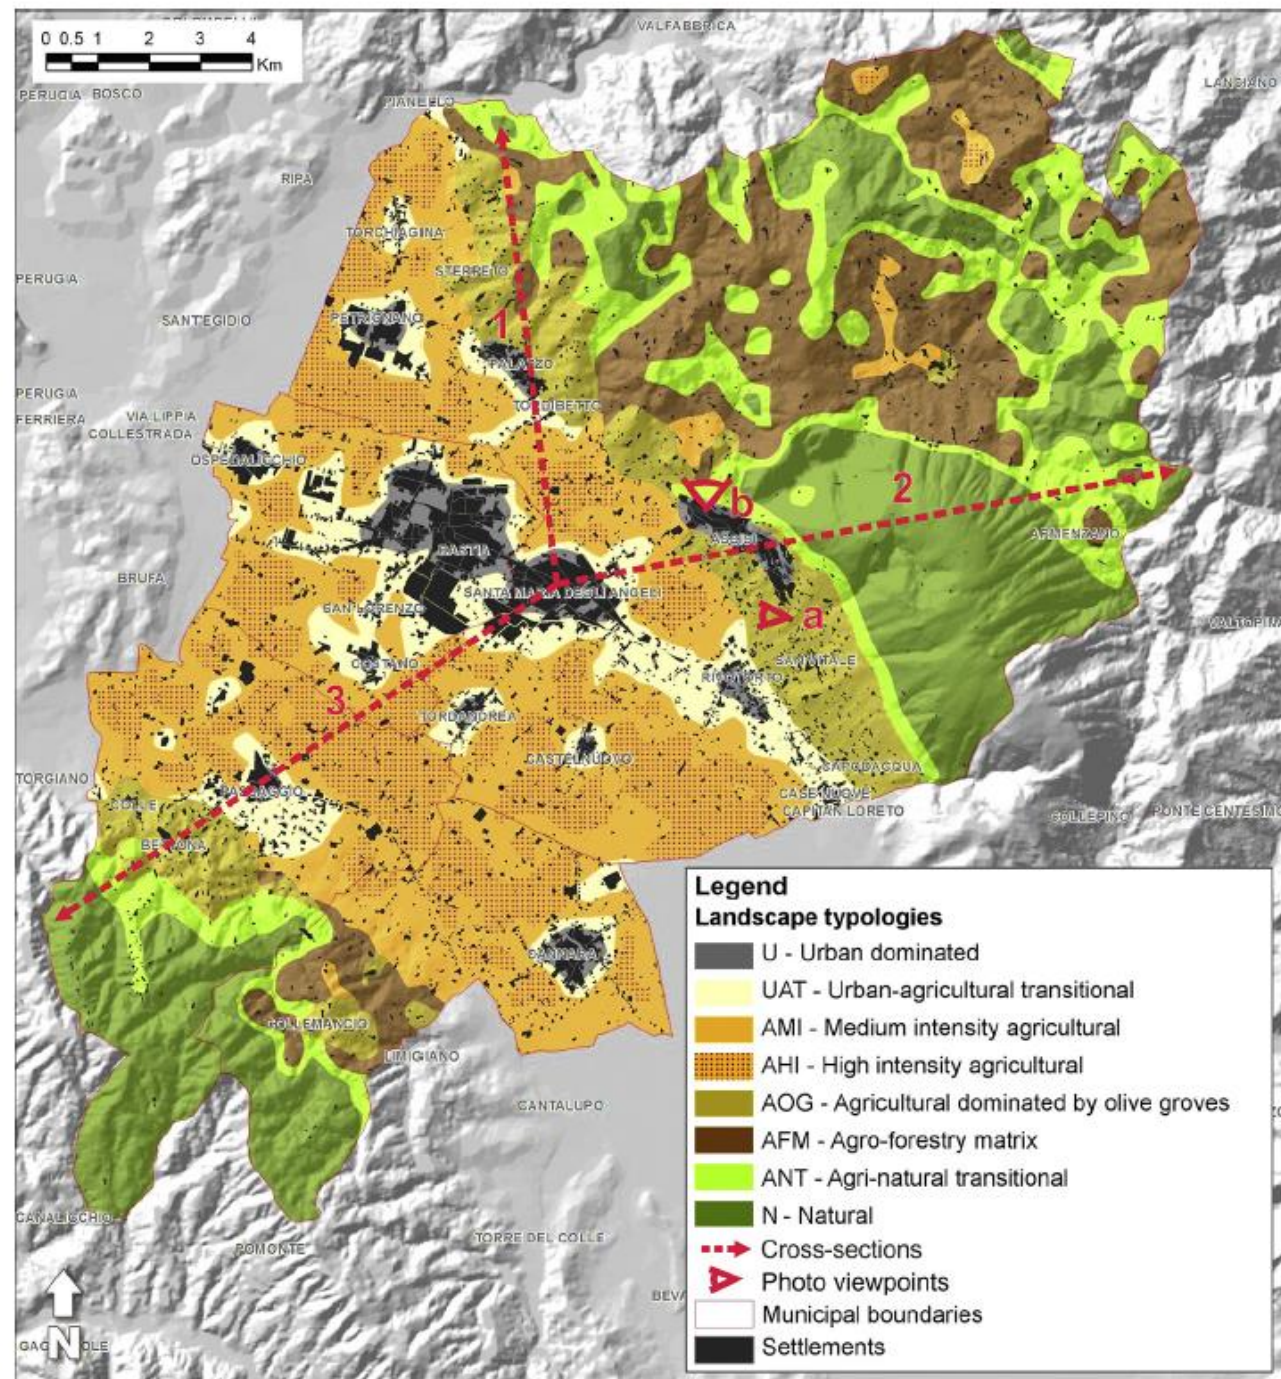 VALFABBRICA
0 0.5 1 2 3 4
Km
LANCIANO
PERUGIA BOSCO
PIANELLO
RIPA
TORCHIAGINA
STERPETO
PERUGIA
SANT'EGIDIO
PETRIGNANO
1
PALAZZO
PERUGIA
FERRIERA
VIA LIPPIA
COLLESTRADA
TORDIBETTO
OSPEDALICCHIO
b
2
ASSISI
ARMENZANO
BASTIA
BRUFA
SANTA MARIA DEGLI ANGELI
SAN LORENZO
a
VALTOPINA
COSTANO
SAN VITALE
RIVOTORTO
3
TORDANDREA
CASTELNUOVO
TORGIANO
PASSAGGIO
CAPODACQUA
COLLE
CASE NUOVE
CAPITAN LORETO
COLLEPINO
PONTE CENTESIMO
BETTONA
CANNARA
COLLEMANCIO
LIMIGIANO
CANTALUPO
CANALICCHIO
POMONTE
TORRE DEL COLLE
BEVA
N
Legend
Landscape typologies
U - Urban dominated
UAT - Urban-agricultural transitional
AMI - Medium intensity agricultural
AHI - High intensity agricultural
AOG - Agricultural dominated by olive groves
AFM - Agro-forestry matrix
ANT - Agri-natural transitional
N - Natural
Cross-sections
Photo viewpoints
Municipal boundaries
Settlements